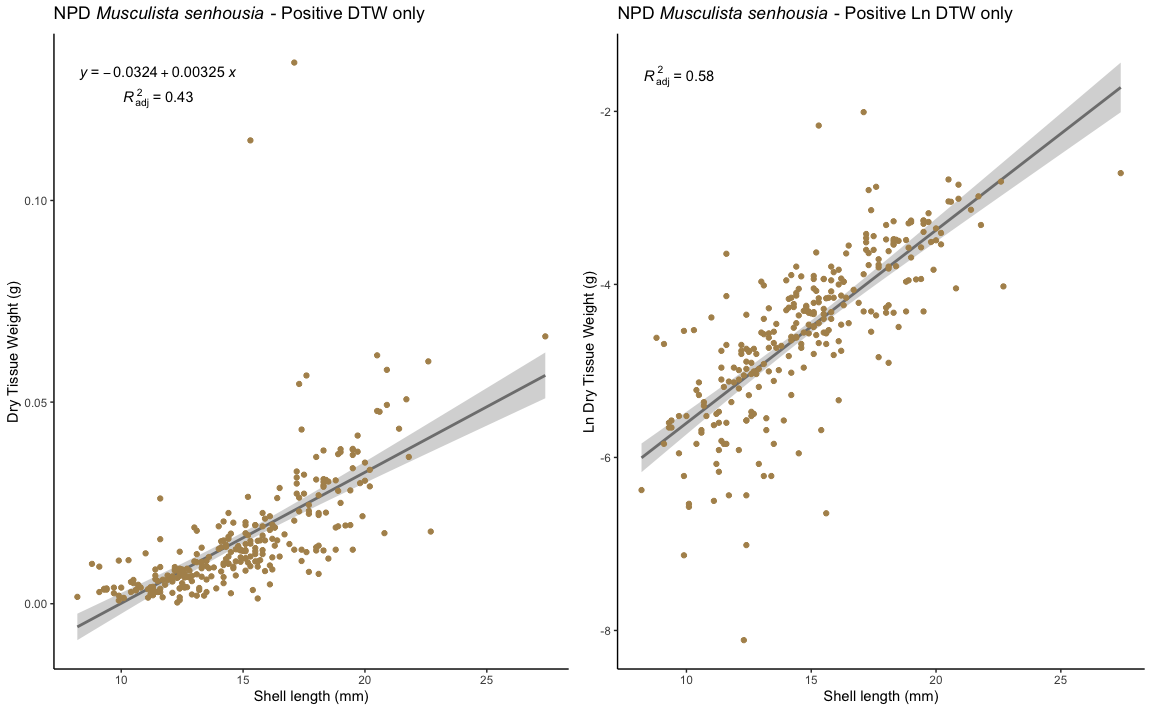 NPD Musculista senhousia - Positive DTW only
y = −0.0324 + 0.00325 x
R²adj = 0.43
0.10
0.05
0.00
Dry Tissue Weight (g)
10 15 20 25
Shell length (mm)
NPD Musculista senhousia - Positive Ln DTW only
R²adj = 0.58
-2
-4
-6
-8
Ln Dry Tissue Weight (g)
10 15 20 25
Shell length (mm)